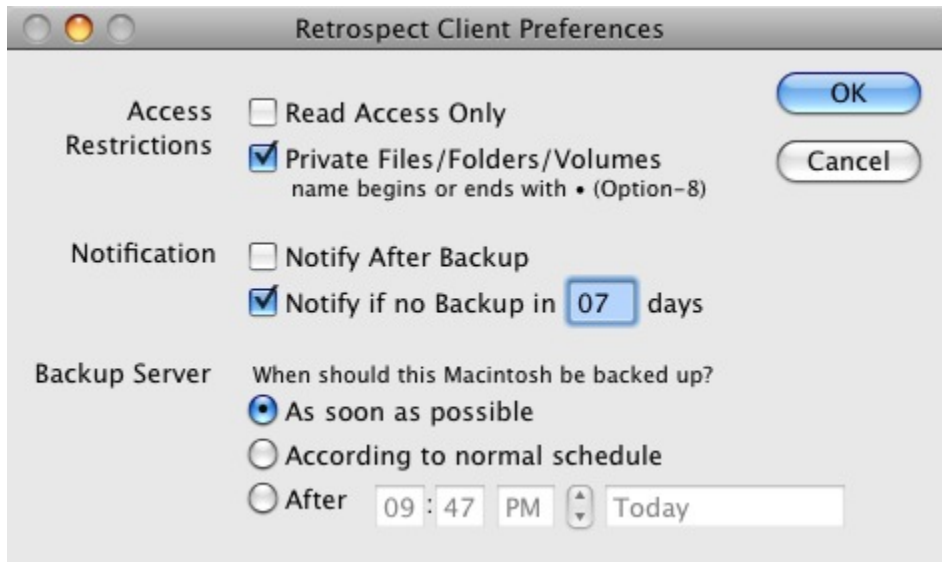 Retrospect Client Preferences
Access Restrictions
Read Access Only
Private Files/Folders/Volumes
name begins or ends with • (Option-8)
OK
Cancel
Notification
Notify After Backup
Notify if no Backup in 07 days
Backup Server
When should this Macintosh be backed up?
As soon as possible
According to normal schedule
After 09 : 47 PM Today